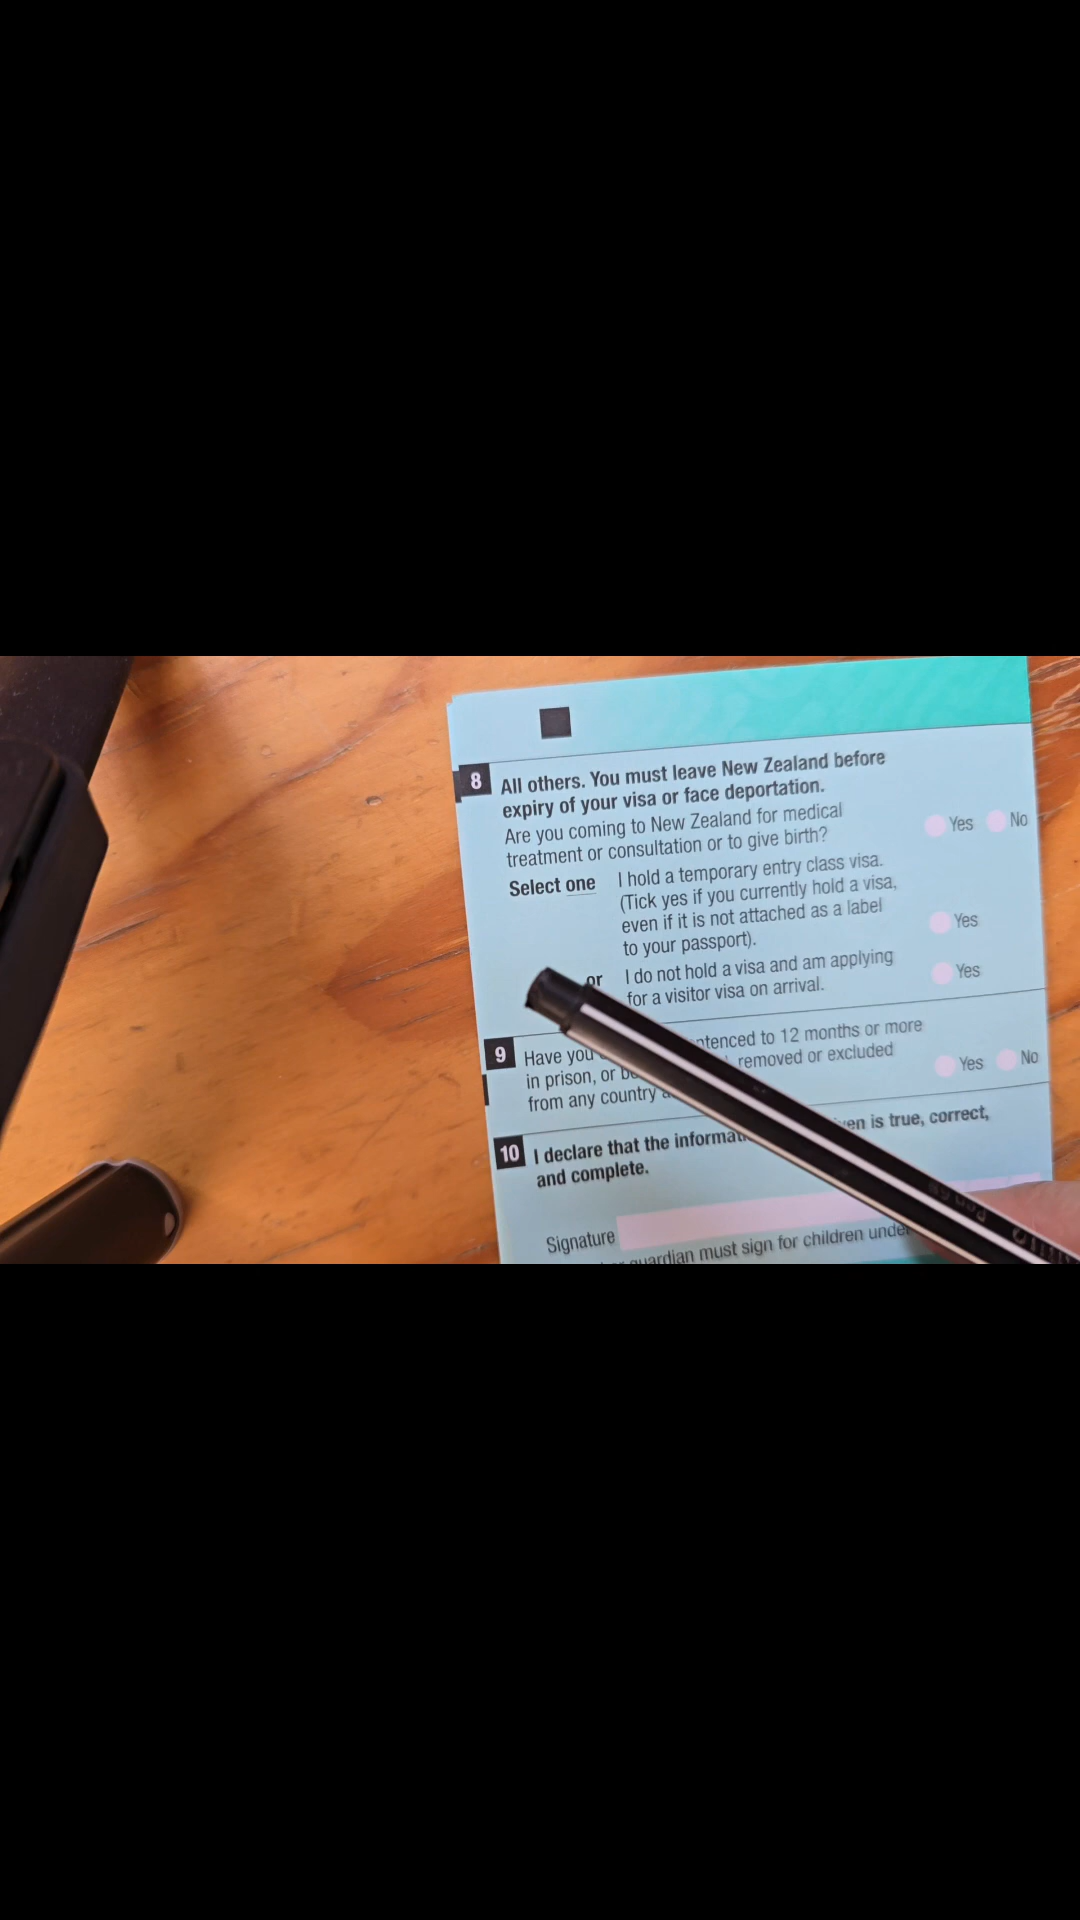 8 All others. You must leave New Zealand before
expiry of your visa or face deportation.
Are you coming to New Zealand for medical
treatment or consultation or to give birth? Yes No
Select one I hold a temporary entry class visa.
(Tick yes if you currently hold a visa,
even if it is not attached as a label
to your passport). Yes
or I do not hold a visa and am applying
for a visitor visa on arrival. Yes
9 Have you to 12 months or more
in prison, or removed or excluded
from any country Yes No
10 I declare that the is true, correct,
and complete.
Signature
must sign for children
Pen 68